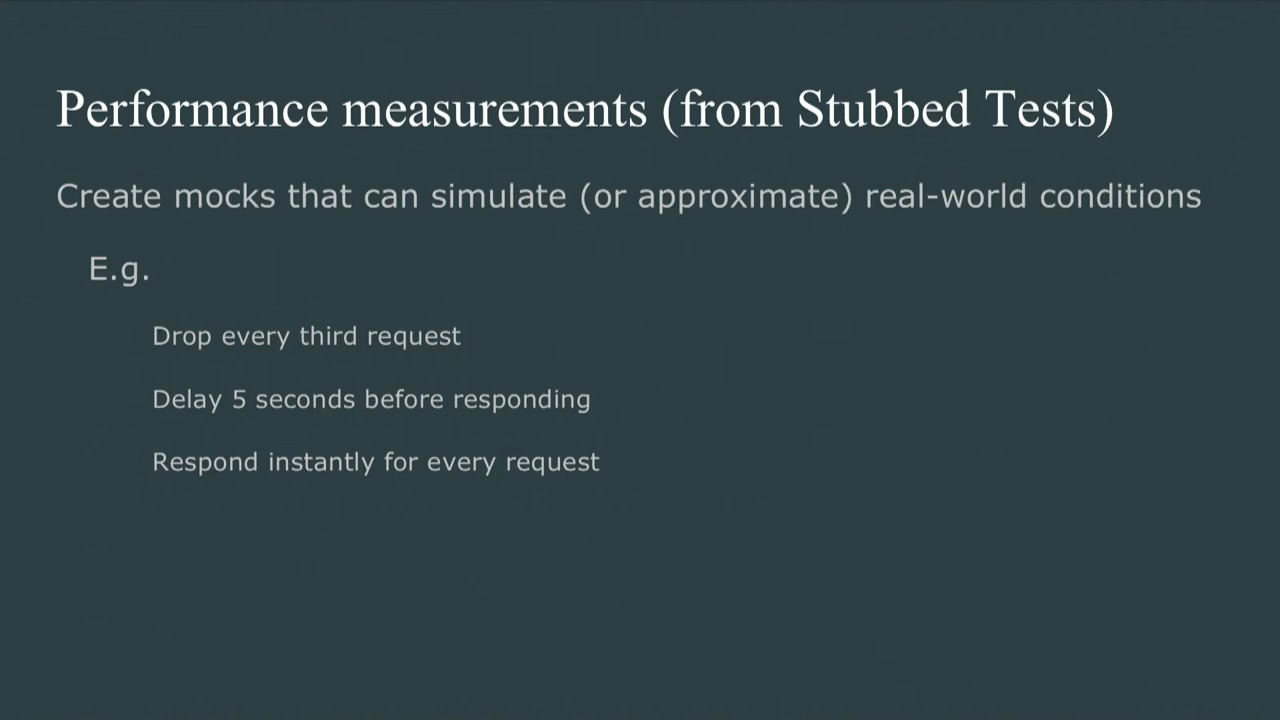 Performance measurements (from Stubbed Tests)
Create mocks that can simulate (or approximate) real-world conditions
E.g.
Drop every third request
Delay 5 seconds before responding
Respond instantly for every request